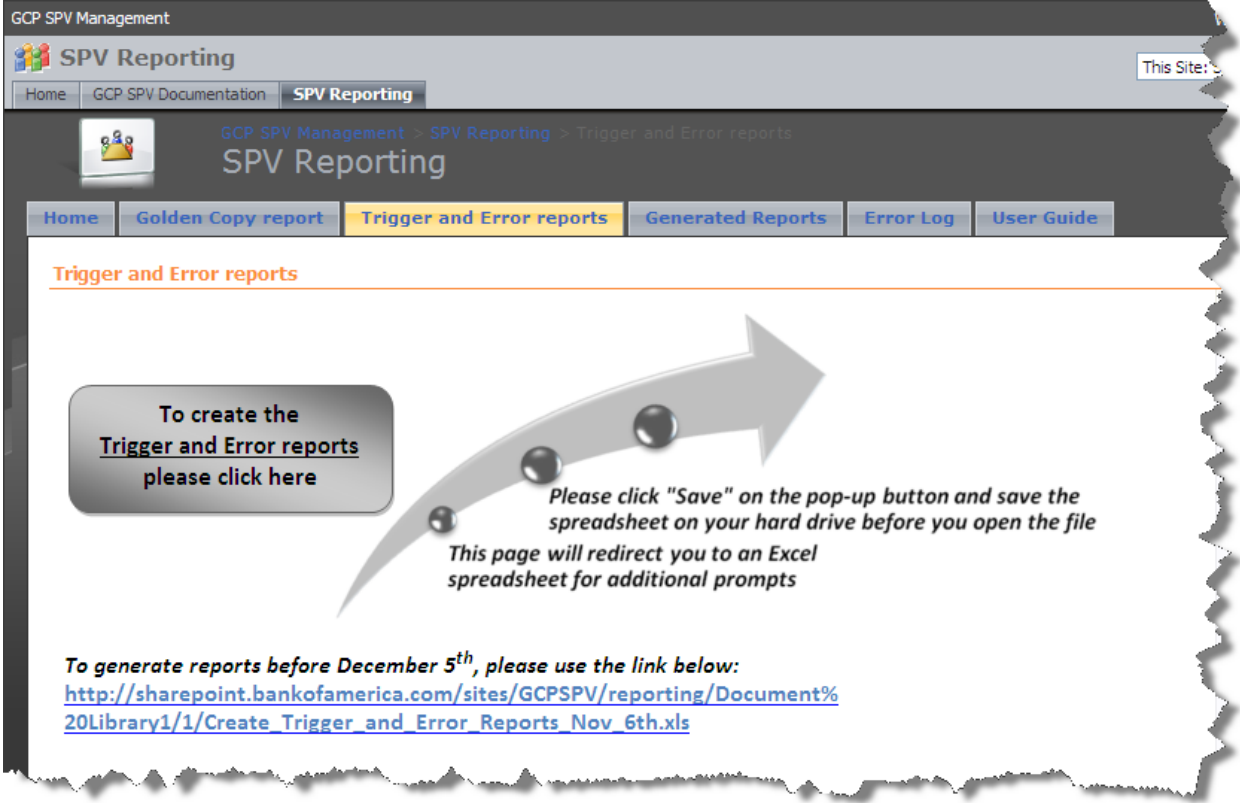 GCP SPV Management
SPV Reporting
This Site:
Home GCP SPV Documentation SPV Reporting
GCP SPV Management > SPV Reporting > Trigger and Error reports
SPV Reporting
Home Golden Copy report Trigger and Error reports Generated Reports Error Log User Guide
Trigger and Error reports
To create the
Trigger and Error reports
please click here
Please click "Save" on the pop-up button and save the
spreadsheet on your hard drive before you open the file
This page will redirect you to an Excel
spreadsheet for additional prompts
To generate reports before December 5th, please use the link below:
http://sharepoint.bankofamerica.com/sites/GCPSPV/reporting/Document%
20Library1/1/Create_Trigger_and_Error_Reports_Nov_6th.xls